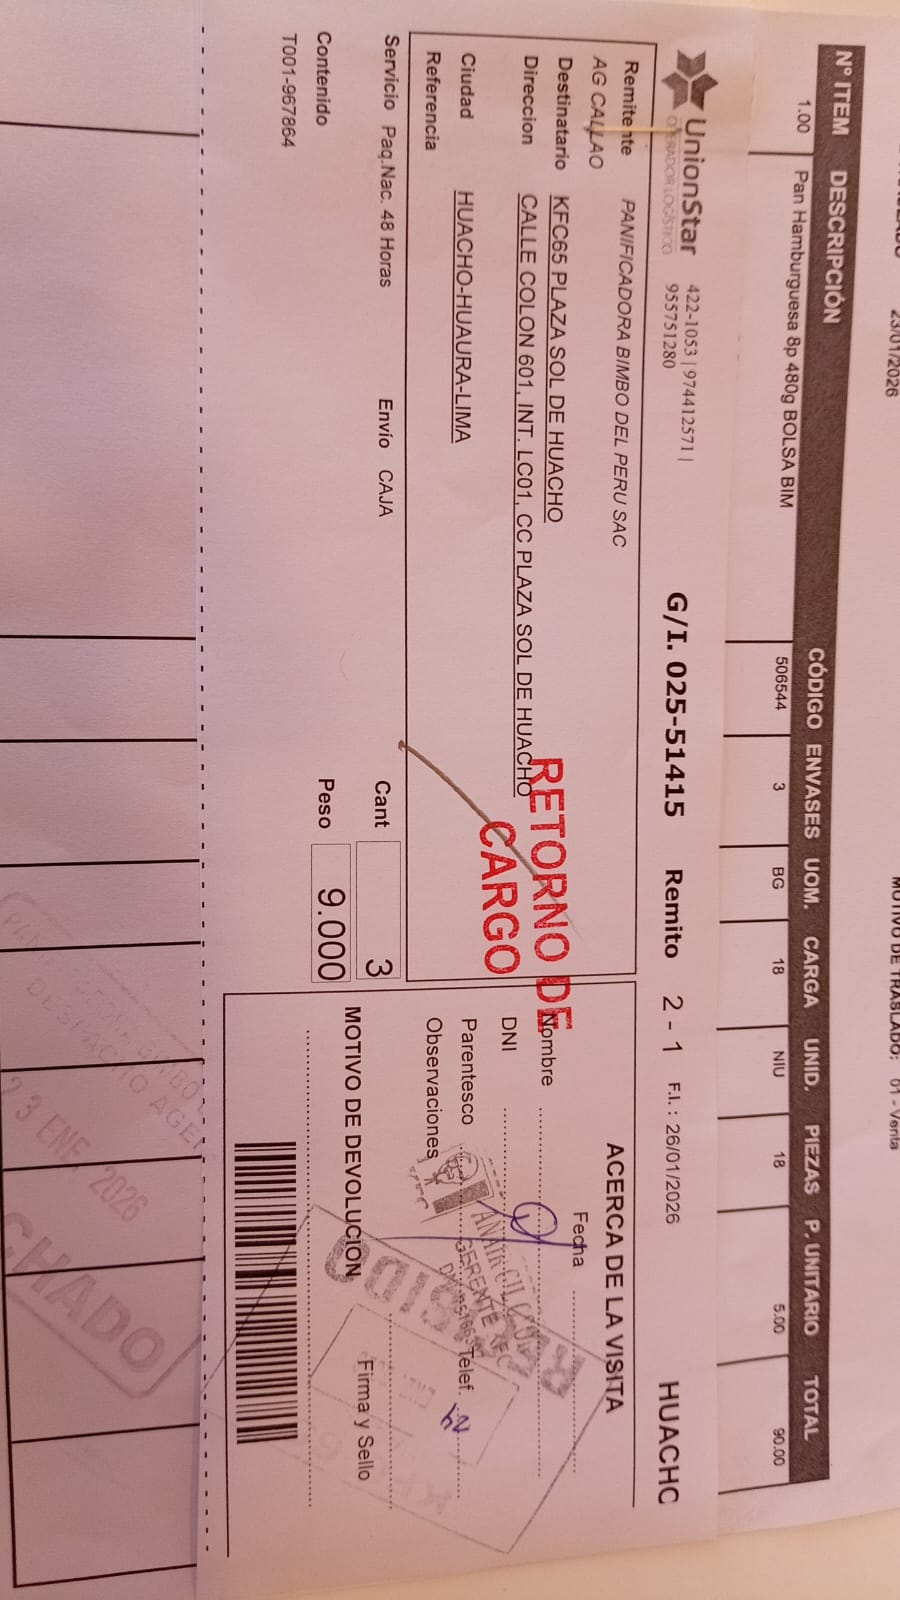 23/01/2026
MOTIVO DE TRASLADO: 01 - Venta
N° ITEM DESCRIPCIÓN CÓDIGO ENVASES UOM. CARGA UNID. PIEZAS P. UNITARIO TOTAL
1.00 Pan Hamburguesa 8p 480g BOLSA BIM 506544 3 BG 18 NIU 18 5.00 90.00
UnionStar 422-1053 | 974412571 |
OPERADOR LOGÍSTICO 955751280
G/I. 025-51415 Remito 2 - 1 F.I. : 26/01/2026 HUACHO
Remitente PANIFICADORA BIMBO DEL PERU SAC
AG CALLAO
Destinatario KFC65 PLAZA SOL DE HUACHO
Direccion CALLE COLON 601, INT. LC01, CC PLAZA SOL DE HUACHO
Ciudad HUACHO-HUAURA-LIMA
Referencia
RETORNO DE
CARGO
Servicio Paq.Nac. 48 Horas Envio CAJA Cant 3
Contenido Peso 9.000
T001-967864
ACERCA DE LA VISITA
Fecha
Nombre
DNI
Parentesco Telef.
Observaciones
GERENTE KFC
MOTIVO DE DEVOLUCION Firma y Sello
23 ENE. 2026